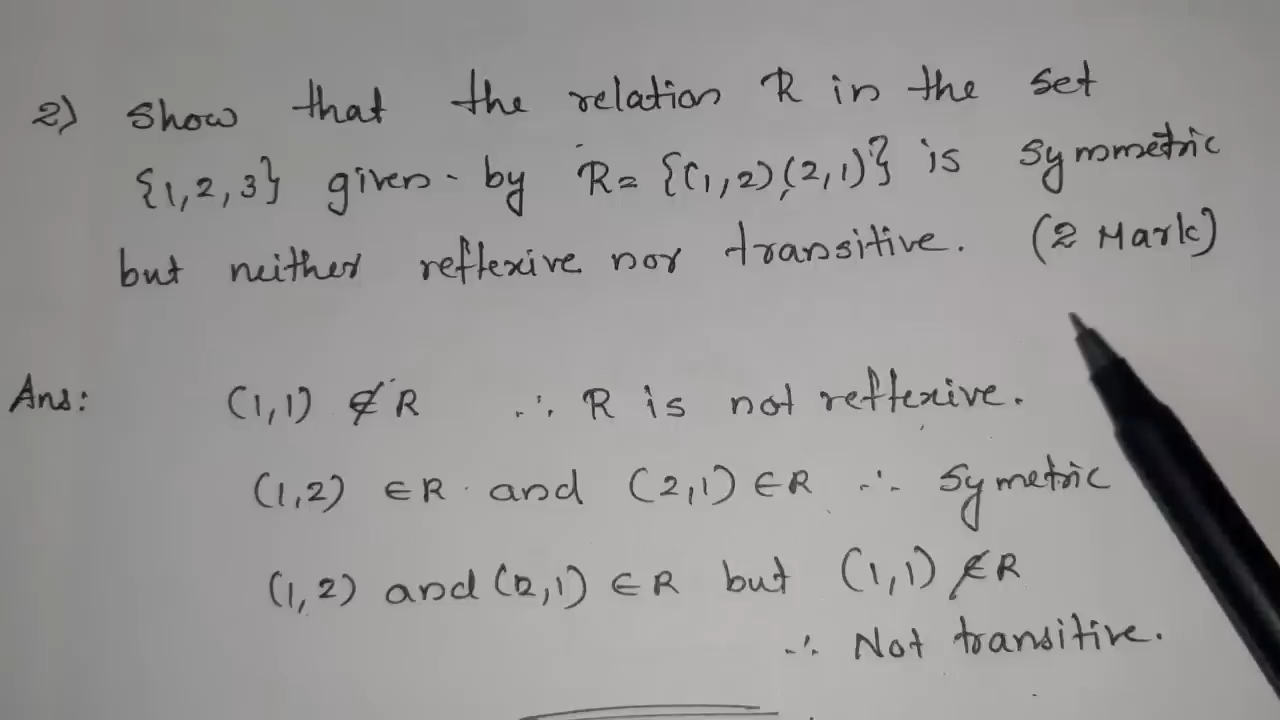 2) Show that the relation R in the set
{1,2,3} given by R = {(1,2),(2,1)} is symmetric
but neither reflexive nor transitive. (2 Mark)
Ans: (1,1) ∉ R ∴ R is not reflexive.
(1,2) ∈ R and (2,1) ∈ R ∴ Symetric
(1,2) and (2,1) ∈ R but (1,1) ∉ R
∴ Not transitive.